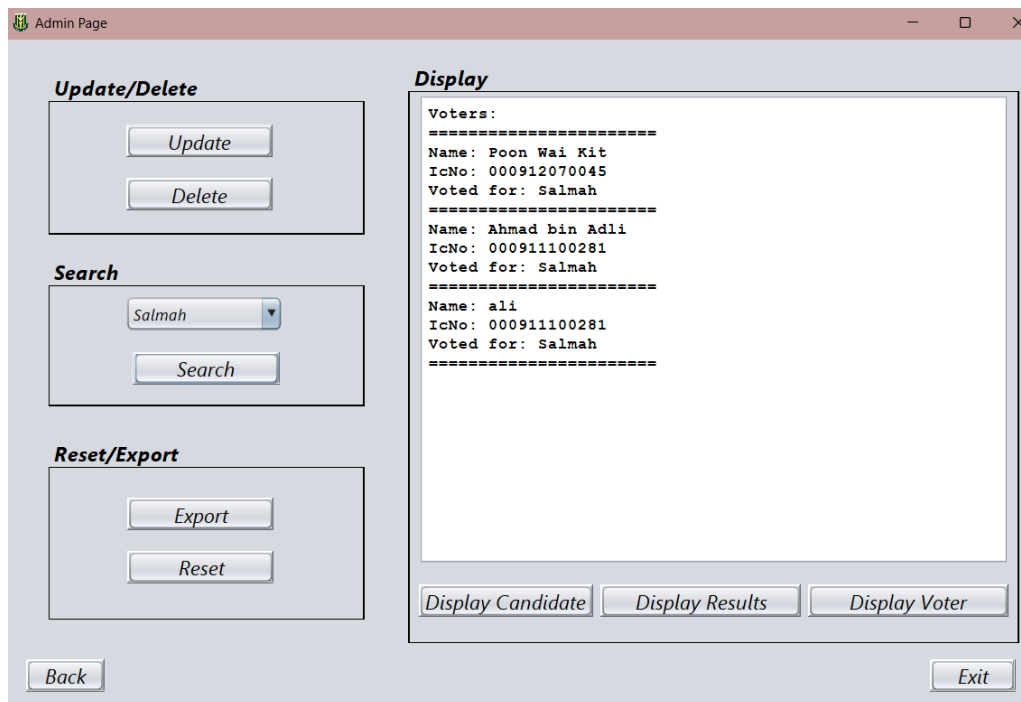 Admin Page
Update/Delete
Update
Delete
Search
Salmah
Search
Reset/Export
Export
Reset
Display
Voters:
=======================
Name: Poon Wai Kit
IcNo: 000912070045
Voted for: Salmah
=======================
Name: Ahmad bin Adli
IcNo: 000911100281
Voted for: Salmah
=======================
Name: ali
IcNo: 000911100281
Voted for: Salmah
=======================
Display Candidate
Display Results
Display Voter
Back
Exit